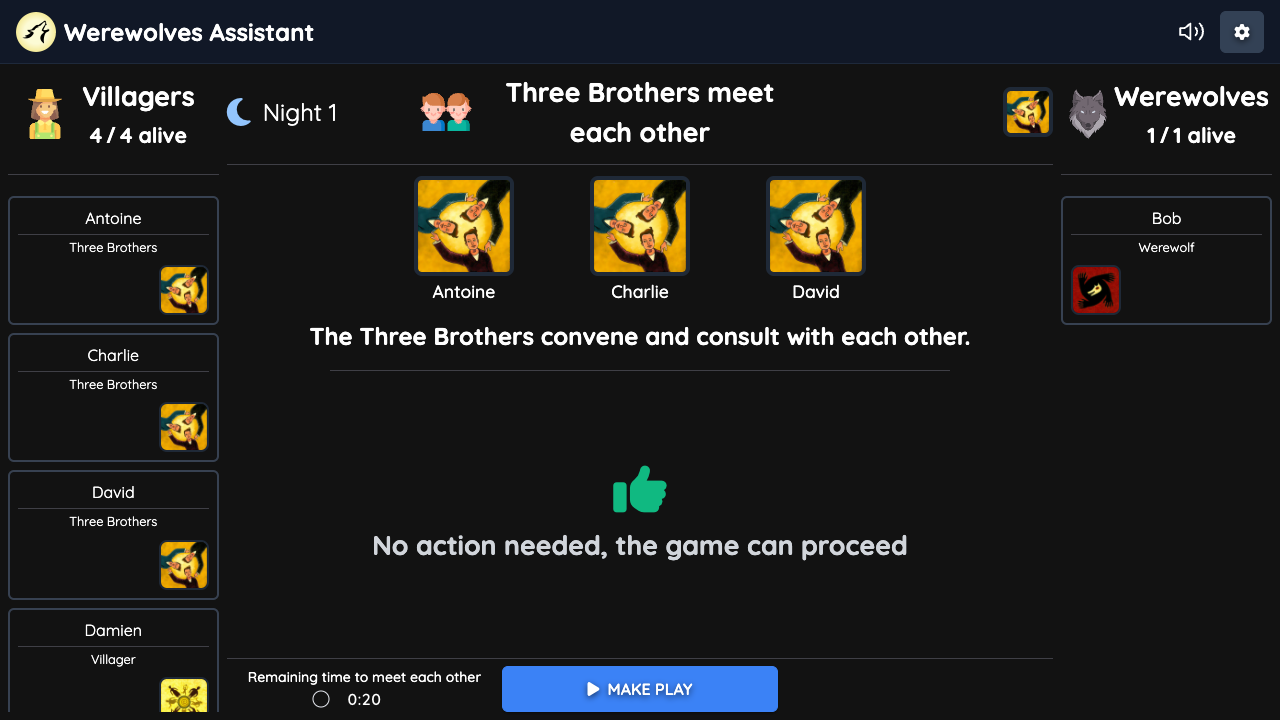 Werewolves Assistant
Villagers
4 / 4 alive
Night 1
Three Brothers meet
each other
Werewolves
1 / 1 alive
Antoine
Three Brothers
Charlie
Three Brothers
David
Three Brothers
Damien
Villager
Antoine
Charlie
David
The Three Brothers convene and consult with each other.
No action needed, the game can proceed
Remaining time to meet each other
0:20
MAKE PLAY
Bob
Werewolf